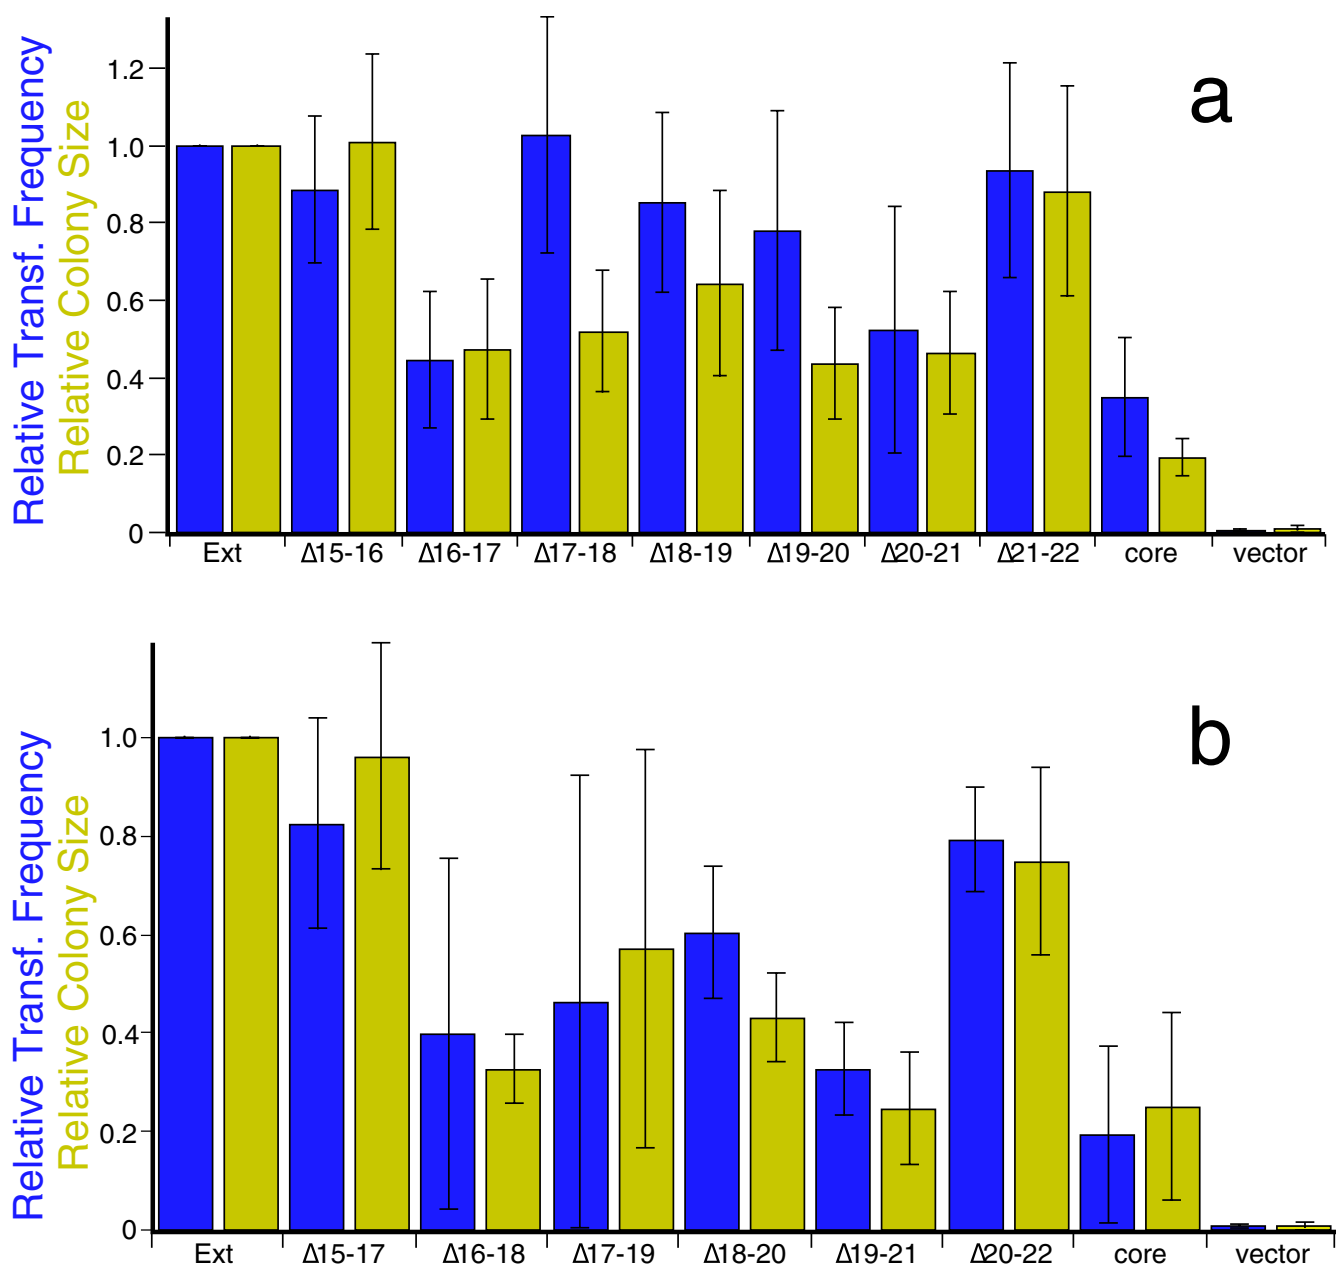 Relative Transf. Frequency
Relative Colony Size
a
1.2
1.0
0.8
0.6
0.4
0.2
0
Ext Δ15-16 Δ16-17 Δ17-18 Δ18-19 Δ19-20 Δ20-21 Δ21-22 core vector
Relative Transf. Frequency
Relative Colony Size
b
1.0
0.8
0.6
0.4
0.2
0
Ext Δ15-17 Δ16-18 Δ17-19 Δ18-20 Δ19-21 Δ20-22 core vector